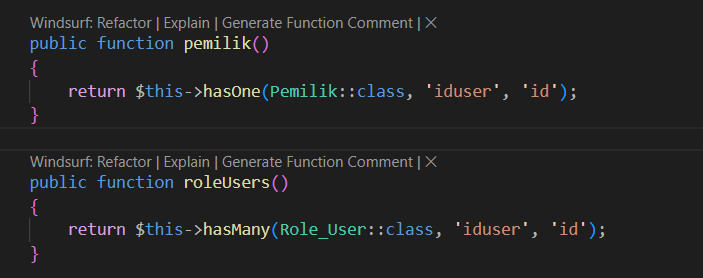 Windsurf: Refactor | Explain | Generate Function Comment | ×
public function pemilik()
{
    return $this->hasOne(Pemilik::class, 'iduser', 'id');
}
Windsurf: Refactor | Explain | Generate Function Comment | ×
public function roleUsers()
{
    return $this->hasMany(Role_User::class, 'iduser', 'id');
}